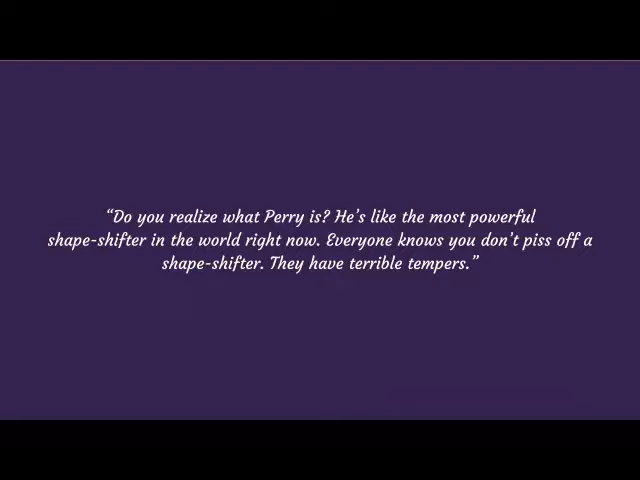 “Do you realize what Perry is? He’s like the most powerful
shape-shifter in the world right now. Everyone knows you don’t piss off a
shape-shifter. They have terrible tempers.”